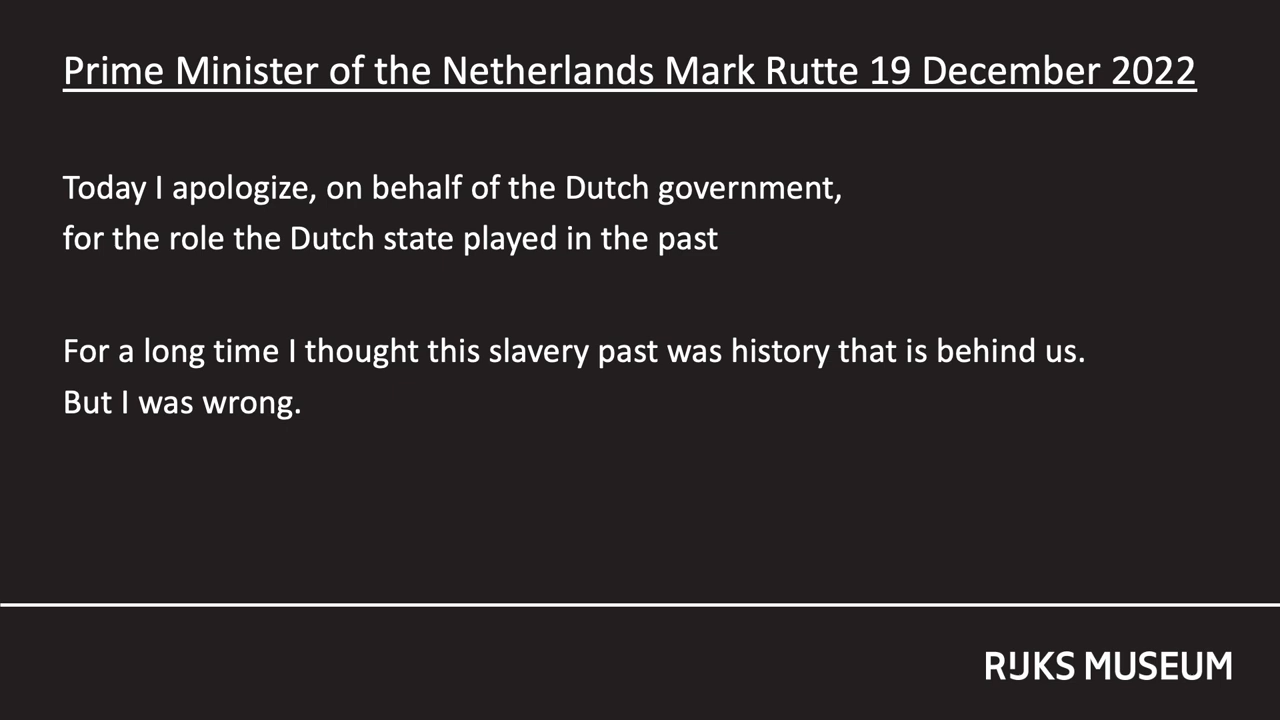 Prime Minister of the Netherlands Mark Rutte 19 December 2022
Today I apologize, on behalf of the Dutch government,
for the role the Dutch state played in the past
For a long time I thought this slavery past was history that is behind us.
But I was wrong.
RIJKS MUSEUM